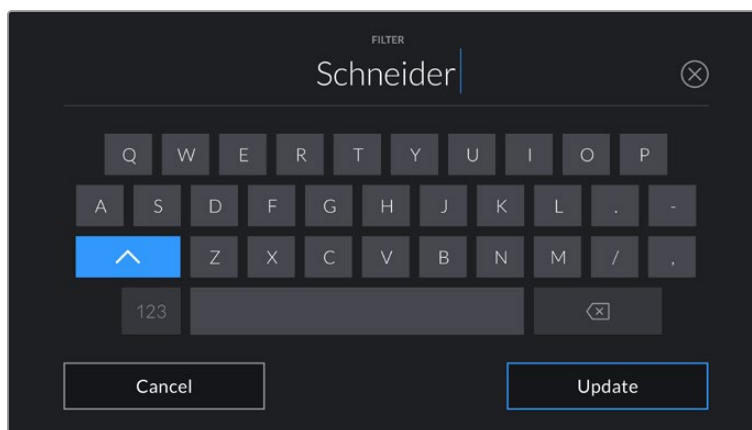 FILTER
Schneider
Q W E R T Y U I O P
A S D F G H J K L . -
Z X C V B N M / ,
123
Cancel Update